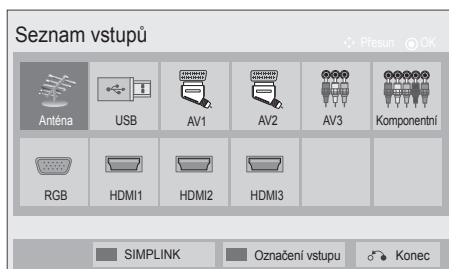 Seznam vstupů
Přesun OK
Anténa USB AV1 AV2 AV3 Komponentní
RGB HDMI1 HDMI2 HDMI3
SIMPLINK Označení vstupu Konec